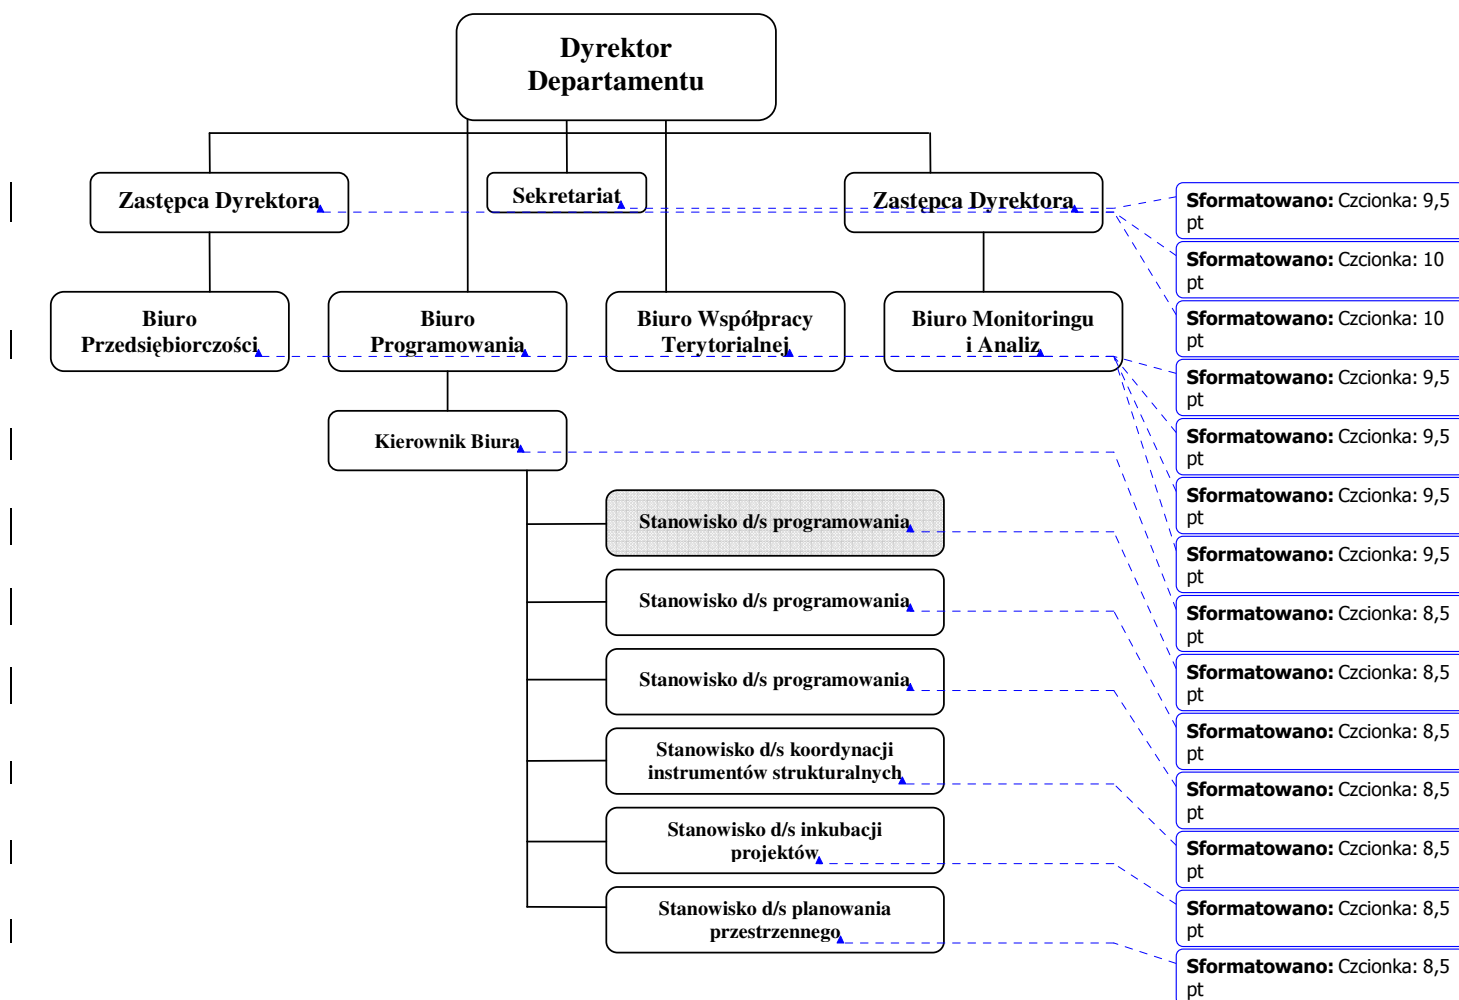 Dyrektor
Departamentu
Zastępca Dyrektora
Sekretariat
Zastępca Dyrektora
Biuro
Przedsiębiorczości
Biuro
Programowania
Biuro Współpracy
Terytorialnej
Biuro Monitoringu
i Analiz
Kierownik Biura
Stanowisko d/s programowania
Stanowisko d/s programowania
Stanowisko d/s programowania
Stanowisko d/s koordynacji
instrumentów strukturalnych
Stanowisko d/s inkubacji
projektów
Stanowisko d/s planowania
przestrzennego
Sformatowano: Czcionka: 9,5
pt
Sformatowano: Czcionka: 10
pt
Sformatowano: Czcionka: 10
pt
Sformatowano: Czcionka: 9,5
pt
Sformatowano: Czcionka: 9,5
pt
Sformatowano: Czcionka: 9,5
pt
Sformatowano: Czcionka: 9,5
pt
Sformatowano: Czcionka: 8,5
pt
Sformatowano: Czcionka: 8,5
pt
Sformatowano: Czcionka: 8,5
pt
Sformatowano: Czcionka: 8,5
pt
Sformatowano: Czcionka: 8,5
pt
Sformatowano: Czcionka: 8,5
pt
Sformatowano: Czcionka: 8,5
pt